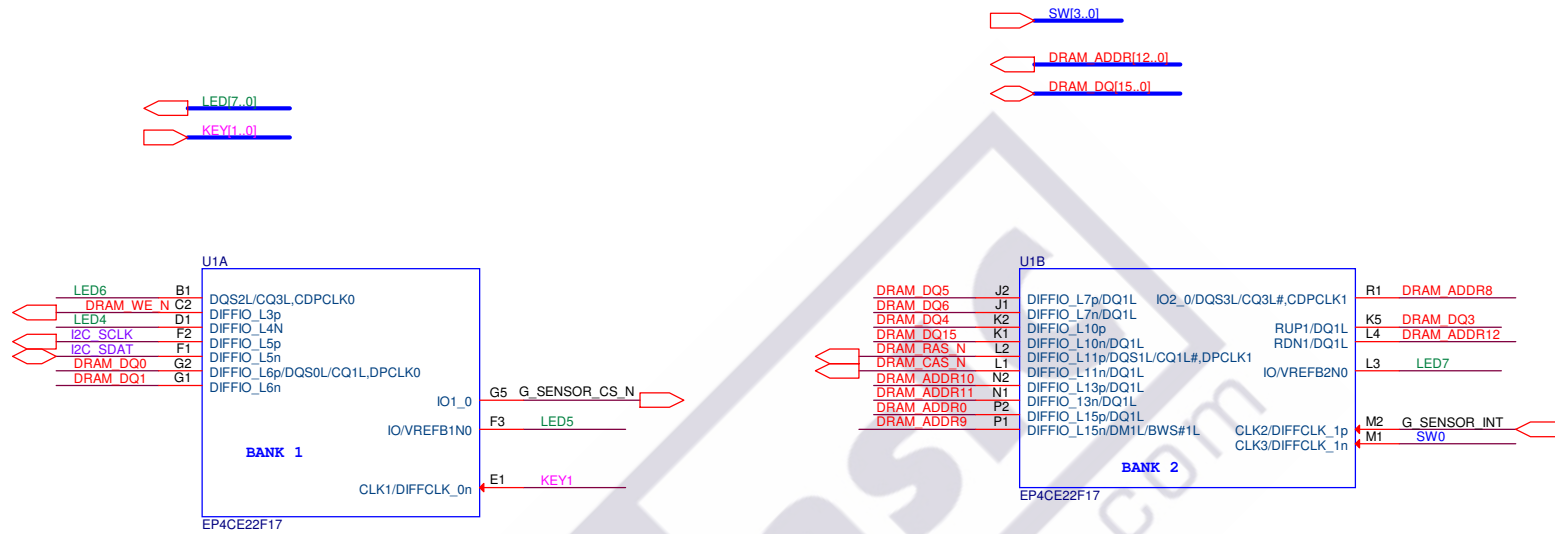 SW[3..0]
DRAM_ADDR[12..0]
DRAM_DQ[15..0]
LED[7..0]
KEY[1..0]
U1A
LED6 B1 DQS2L/CQ3L,CDPCLK0
DRAM_WE_N C2 DIFFIO_L3p
LED4 D1 DIFFIO_L4N
I2C_SCLK F2 DIFFIO_L5p
I2C_SDAT F1 DIFFIO_L5n
DRAM_DQ0 G2 DIFFIO_L6p/DQS0L/CQ1L,DPCLK0
DRAM_DQ1 G1 DIFFIO_L6n
IO1_0 G5 G_SENSOR_CS_N
IO/VREFB1N0 F3 LED5
BANK 1
CLK1/DIFFCLK_0n E1 KEY1
EP4CE22F17
U1B
DRAM_DQ5 J2 DIFFIO_L7p/DQ1L IO2_0/DQS3L/CQ3L#,CDPCLK1 R1 DRAM_ADDR8
DRAM_DQ6 J1 DIFFIO_L7n/DQ1L
DRAM_DQ4 K2 DIFFIO_L10p RUP1/DQ1L K5 DRAM_DQ3
DRAM_DQ15 K1 DIFFIO_L10n/DQ1L RDN1/DQ1L L4 DRAM_ADDR12
DRAM_RAS_N L2 DIFFIO_L11p/DQS1L/CQ1L#,DPCLK1
DRAM_CAS_N L1 DIFFIO_L11n/DQ1L IO/VREFB2N0 L3 LED7
DRAM_ADDR10 N2 DIFFIO_L13p/DQ1L
DRAM_ADDR11 N1 DIFFIO_13n/DQ1L
DRAM_ADDR0 P2 DIFFIO_L15p/DQ1L
DRAM_ADDR9 P1 DIFFIO_L15n/DM1L/BWS#1L CLK2/DIFFCLK_1p M2 G_SENSOR_INT
CLK3/DIFFCLK_1n M1 SW0
BANK 2
EP4CE22F17
com